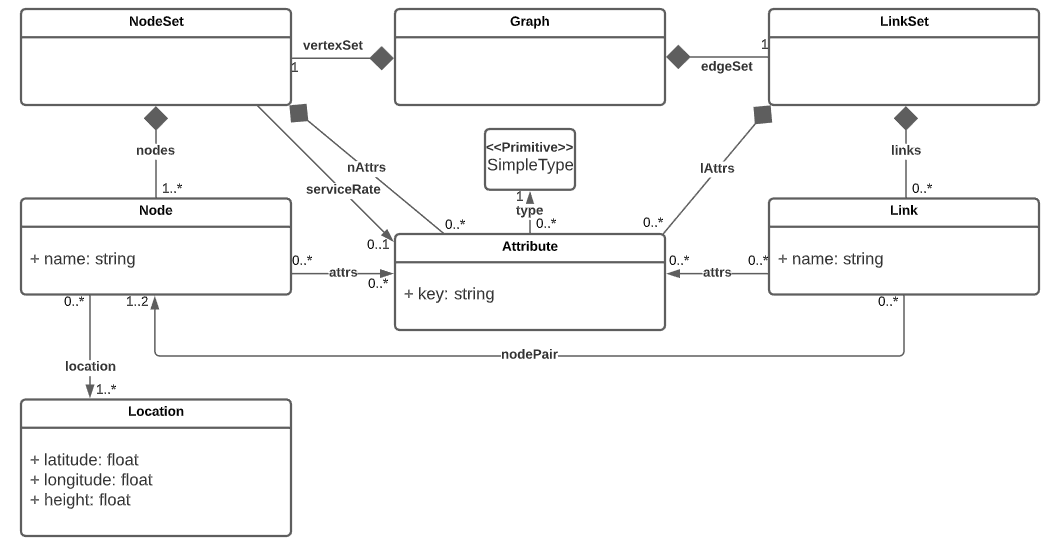 NodeSet
Graph
LinkSet
vertexSet
1
1
edgeSet
<<Primitive>>
SimpleType
nodes
nAttrs
lAttrs
links
serviceRate
1..*
1
type
0..*
0..*
0..*
0..*
Node
Link
0..1
Attribute
+ name: string
+ name: string
0..*
attrs
0..*
0..*
attrs
0..*
+ key: string
0..*
1..2
0..*
nodePair
location
1..*
Location
+ latitude: float
+ longitude: float
+ height: float